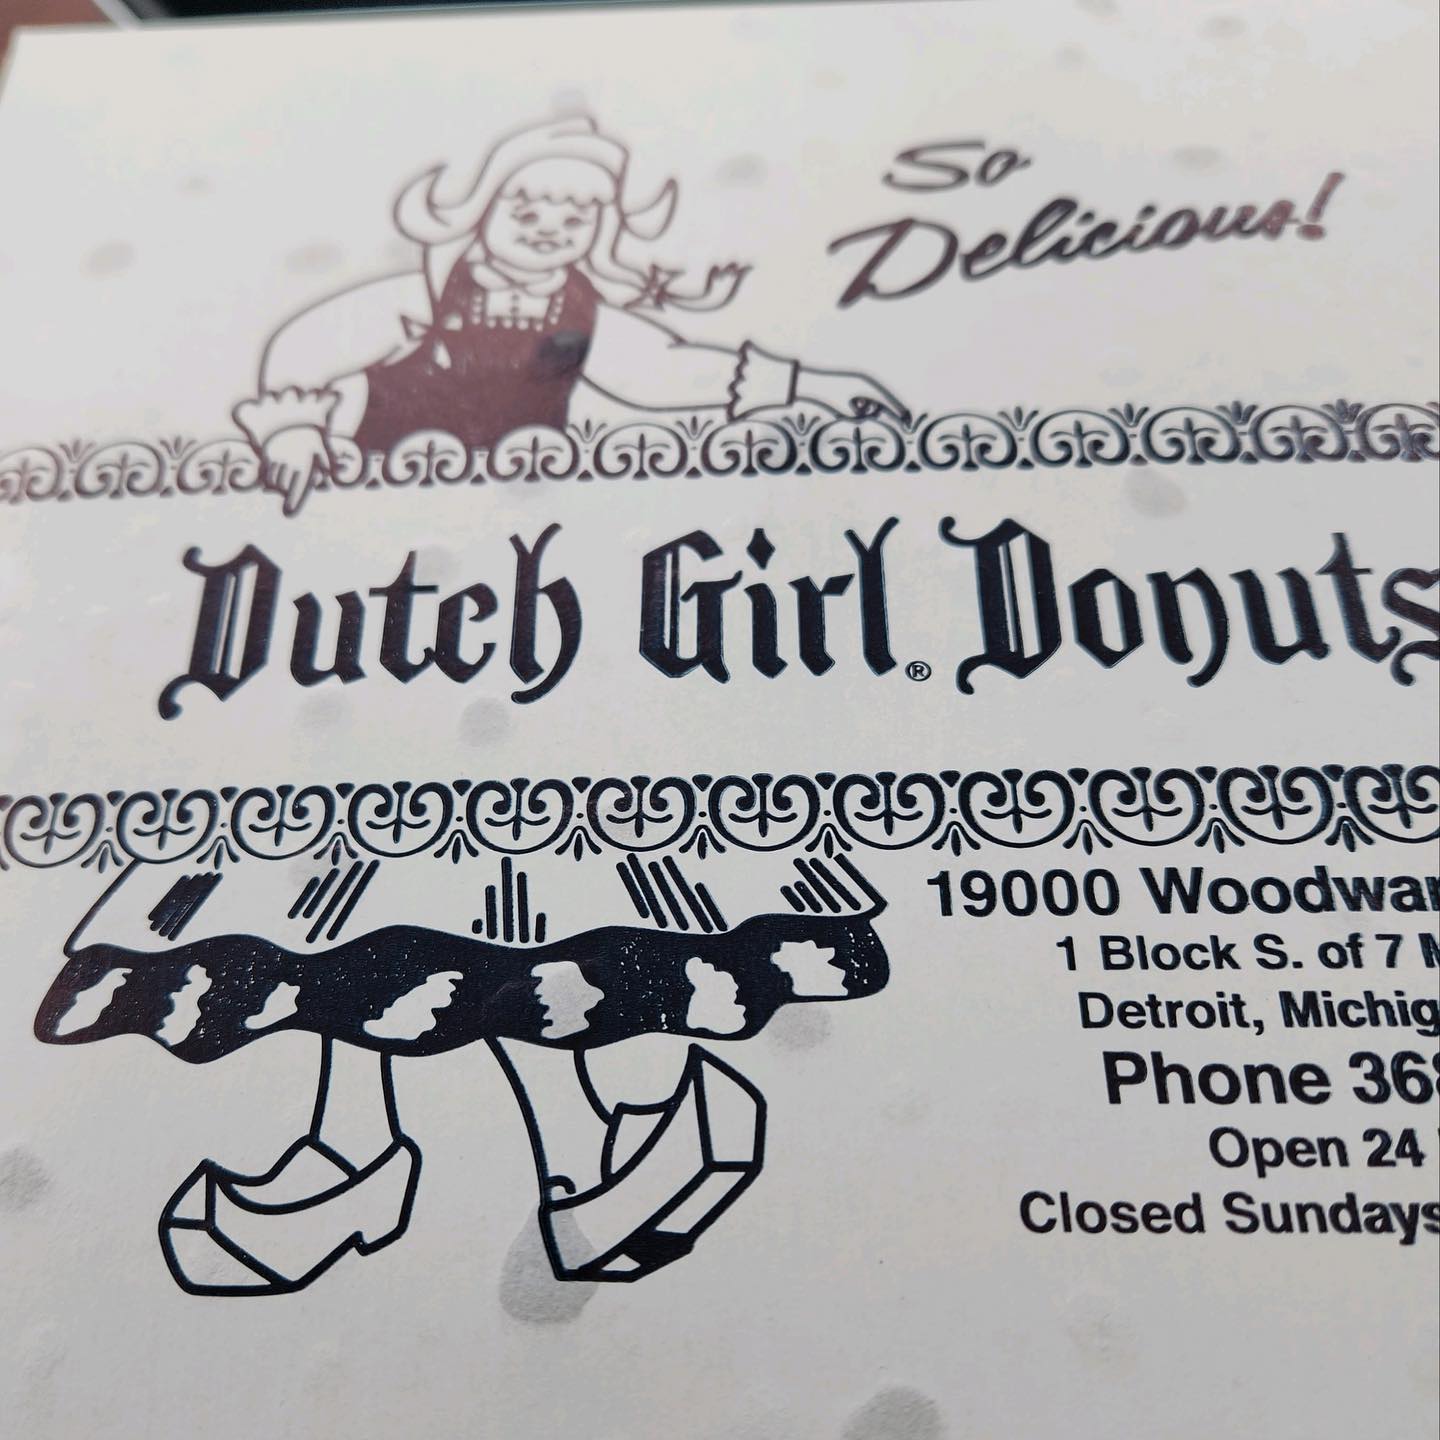 So
Delicious!
Dutch Girl® Donuts
19000 Woodwar
1 Block S. of 7 M
Detroit, Michig
Phone 368
Open 24
Closed Sundays